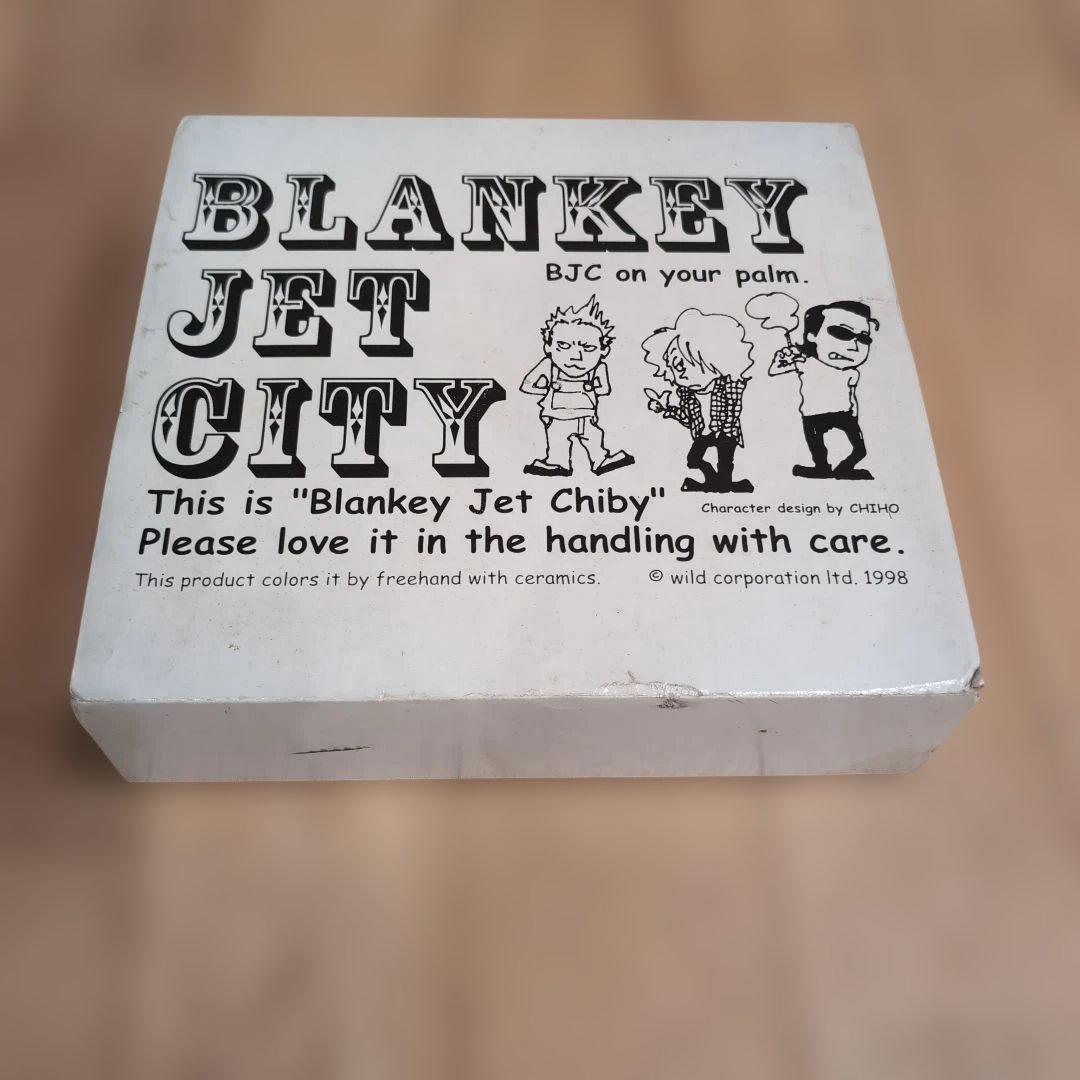 BLANKEY
JET
BJC on your palm.
CITY
This is "Blankey Jet Chiby"
Character design by CHIHO
Please love it in the handling with care.
This product colors it by freehand with ceramics.
© wild corporation ltd. 1998